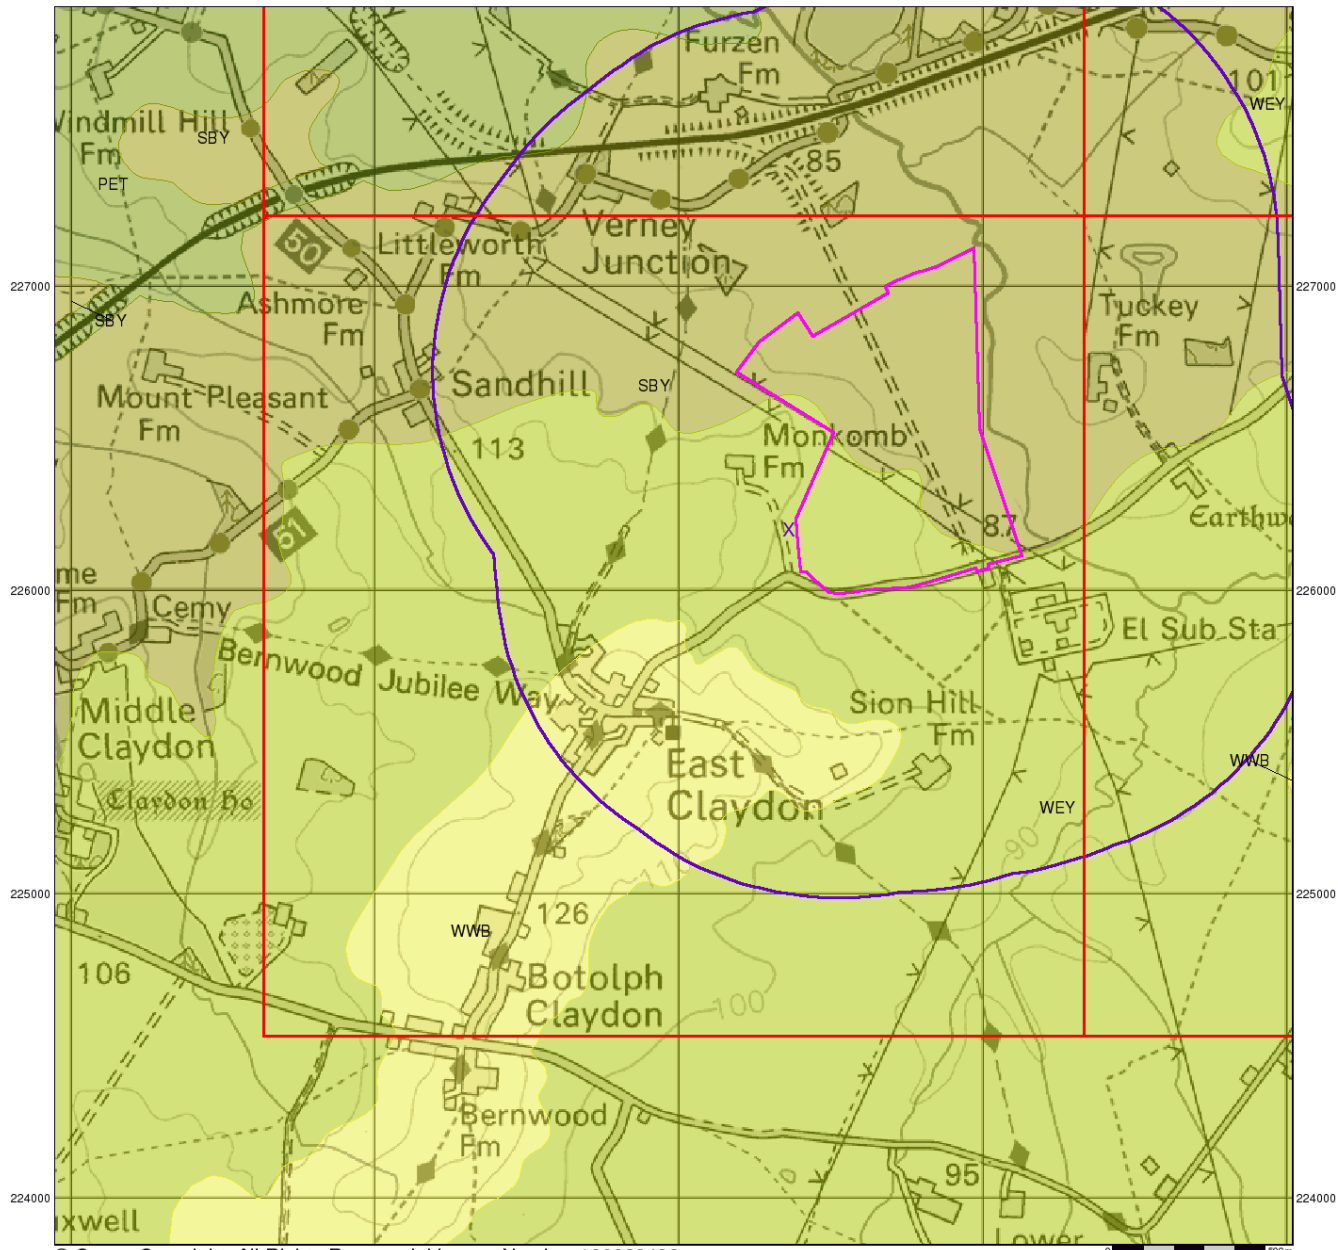 Furzen
Fm
101
WEY
Windmill Hill
Fm
SBY
85
PET
50
Littleworth
Fm
Verney
Junction
227000
227000
Ashmore
Fm
Tuckey
Fm
SBY
Mount Pleasant
Fm
Sandhill
SBY
113
Monkomb
Fm
87
X
Earthw
51
me
Fm
226000
226000
Cemy
El Sub Sta
Bernwood Jubilee Way
Middle
Claydon
Sion Hill
Fm
East
Claydon
WWB
Claydon Ho
WEY
90
110
225000
225000
126
WWB
106
Botolph
Claydon
100
Bernwood
Fm
95
224000
224000
xwell
Lower